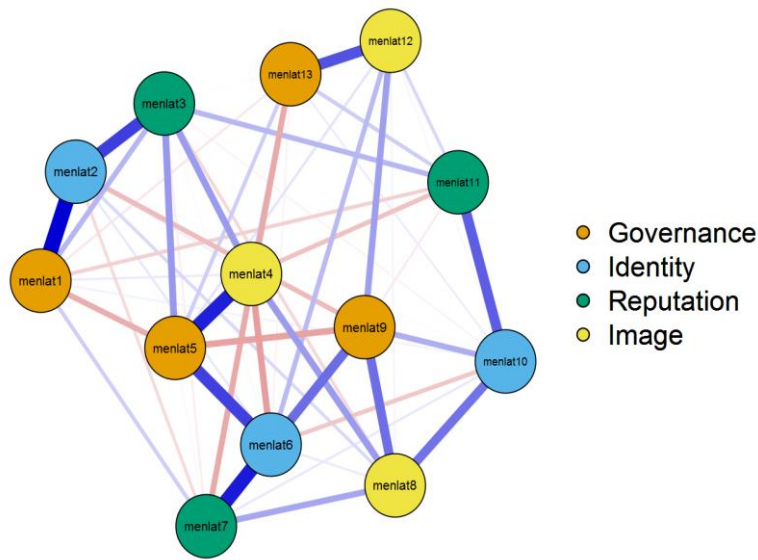 menlat12
menlat13
menlat3
menlat2
menlat11
menlat4
menlat1
menlat9
menlat5
menlat10
menlat6
menlat8
menlat7
Governance
Identity
Reputation
Image